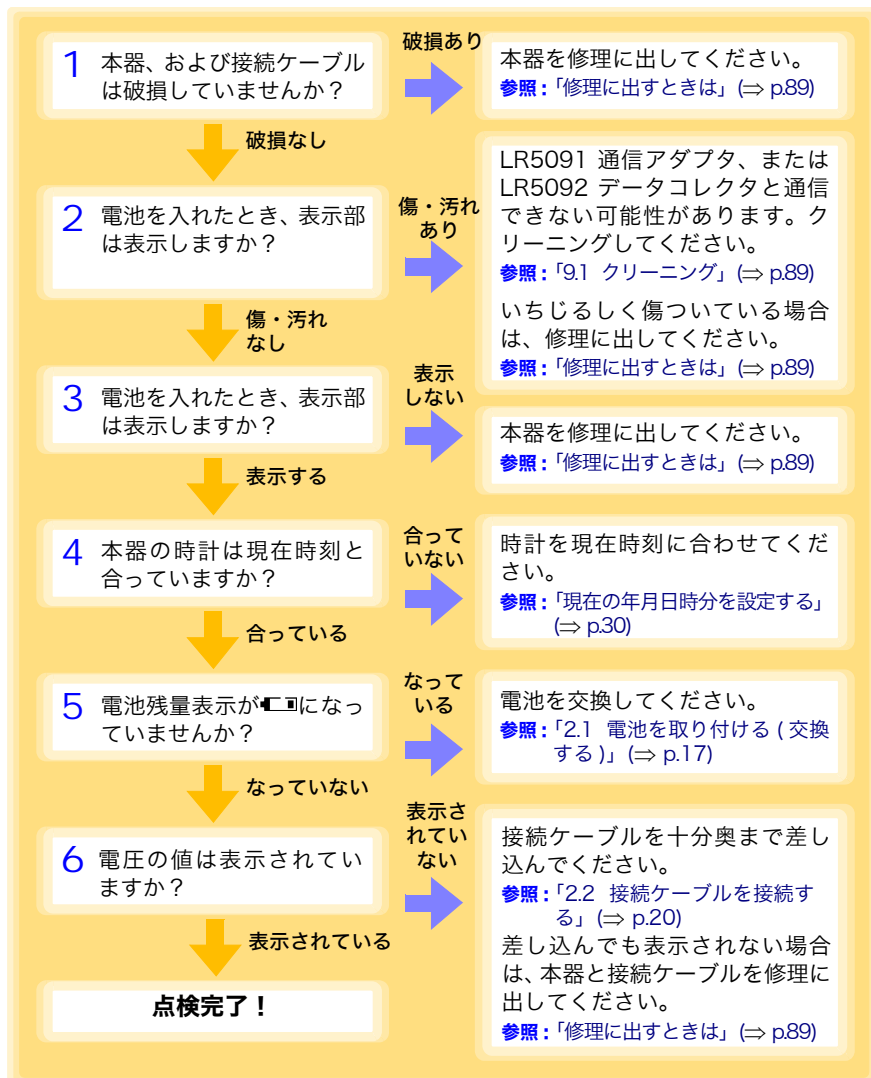 1 本器、および接続ケーブル
は破損していませんか？
破損あり
本器を修理に出してください。
参照：「修理に出すときは」(⇒ p.89)
破損なし
2 電池を入れたとき、表示部
は表示しますか？
傷・汚れ
あり
LR5091 通信アダプタ、または
LR5092 データコレクタと通信
できない可能性があります。ク
リーニングしてください。
参照：「9.1 クリーニング」(⇒ p.89)
いちじるしく傷ついている場合
は、修理に出してください。
参照：「修理に出すときは」(⇒ p.89)
傷・汚れ
なし
3 電池を入れたとき、表示部
は表示しますか？
表示
しない
本器を修理に出してください。
参照：「修理に出すときは」(⇒ p.89)
表示する
4 本器の時計は現在時刻と
合っていますか？
合って
いない
時計を現在時刻に合わせてくだ
さい。
参照：「現在の年月日時分を設定する」
(⇒ p.30)
合っている
5 電池残量表示が になっ
ていませんか？
なって
いる
電池を交換してください。
参照：「2.1 電池を取り付ける ( 交換
する )」(⇒ p.17)
なっていない
6 電圧の値は表示されてい
ますか？
表示さ
れてい
ない
接続ケーブルを十分奥まで差し
込んでください。
参照：「2.2 接続ケーブルを接続す
る」(⇒ p.20)
差し込んでも表示されない場合
は、本器と接続ケーブルを修理に
出してください。
参照：「修理に出すときは」(⇒ p.89)
表示されている
点検完了！